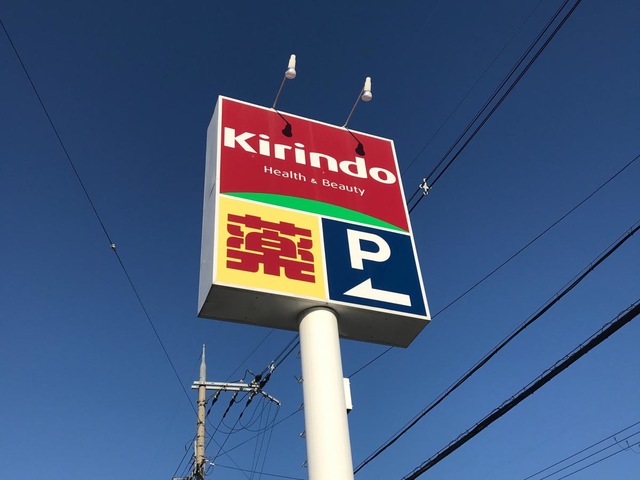 Kirindo
Health & Beauty
薬
P